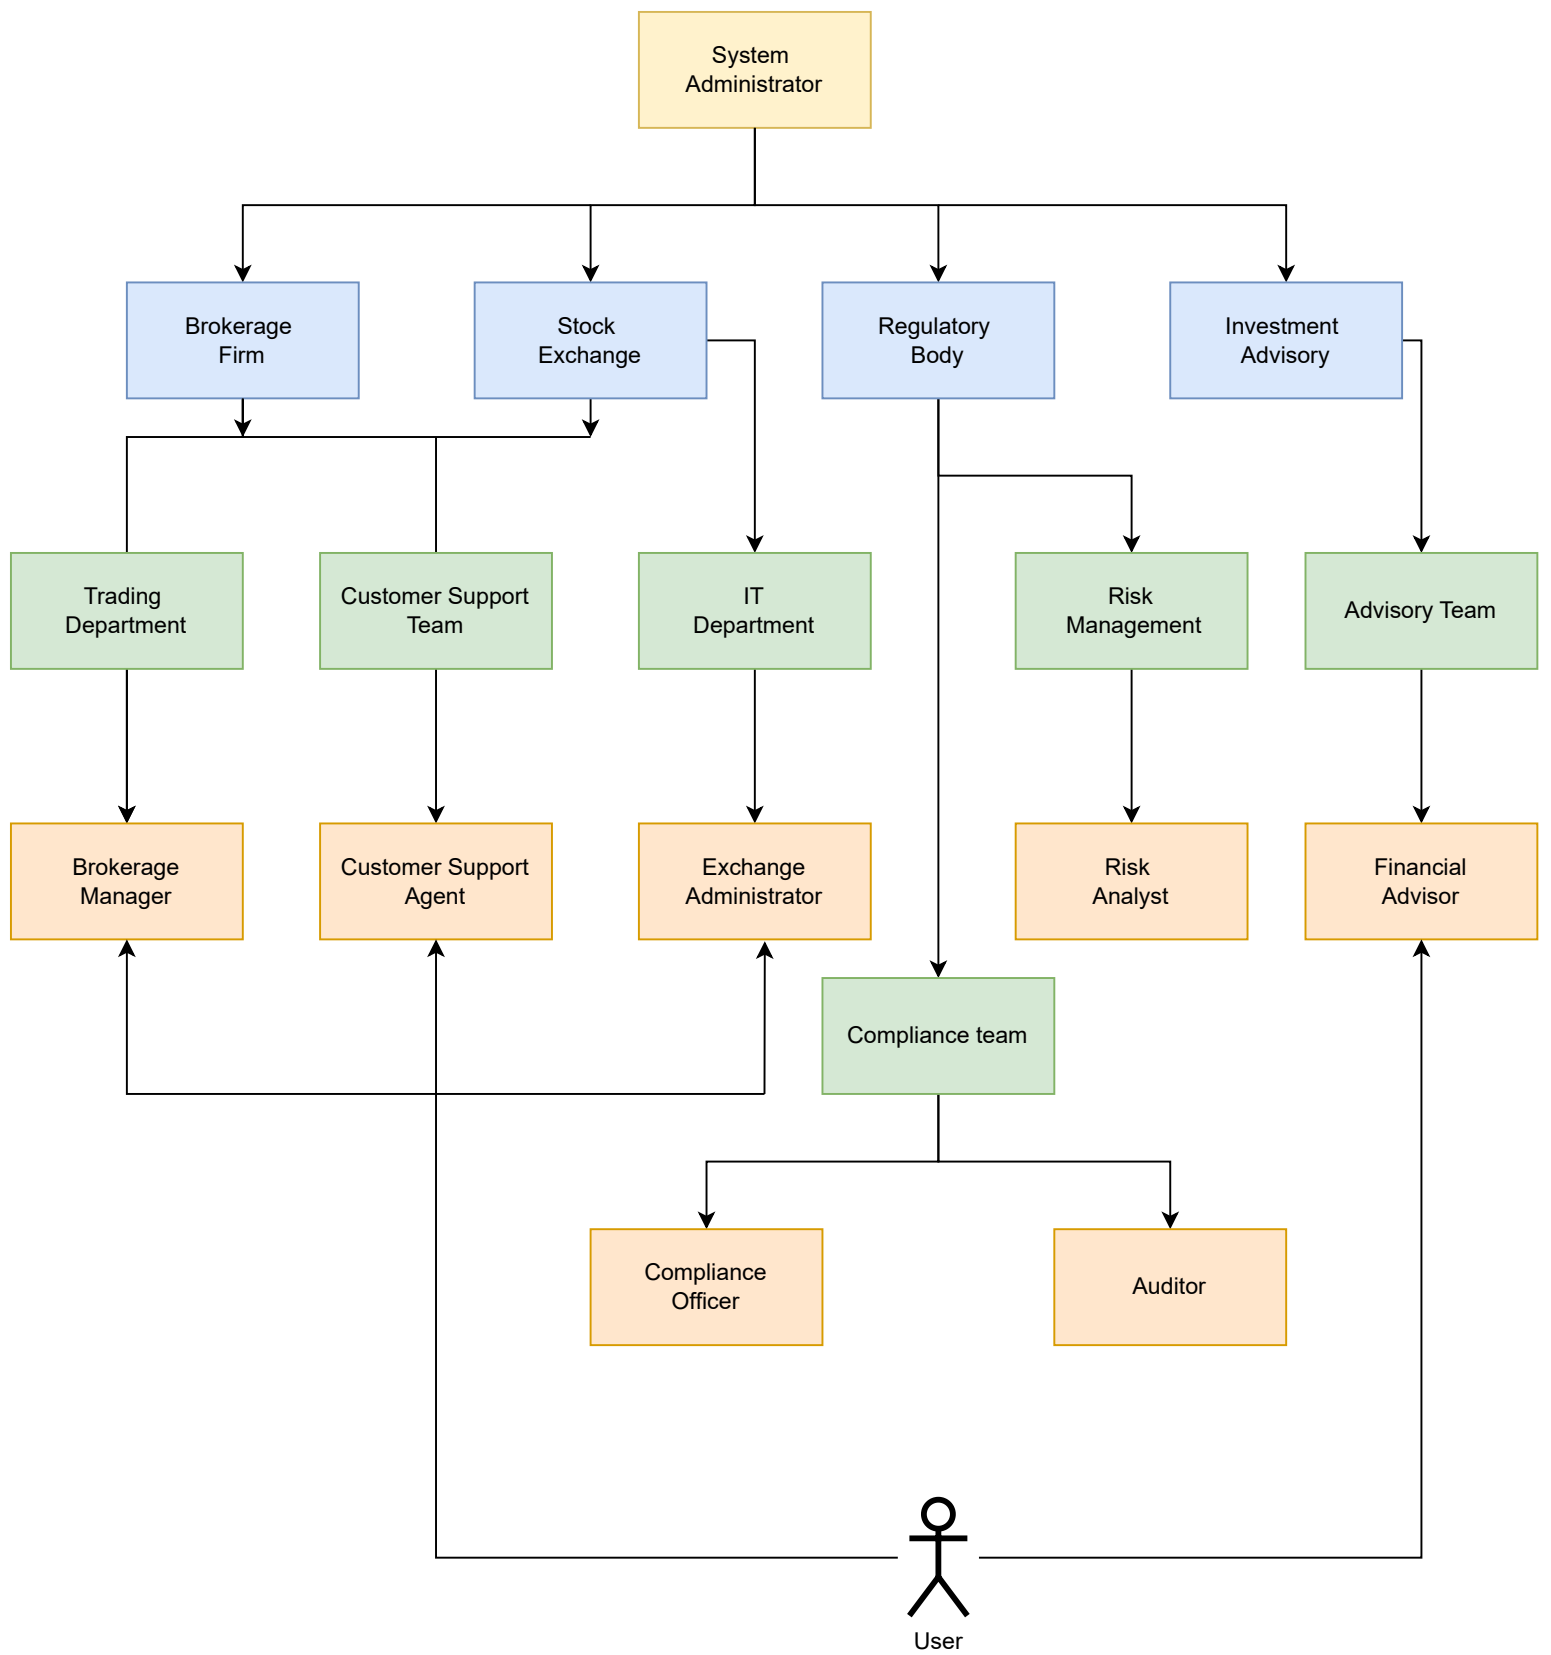 System
Administrator
Brokerage
Firm
Stock
Exchange
Regulatory
Body
Investment
Advisory
Trading
Department
Customer Support
Team
IT
Department
Risk
Management
Advisory Team
Brokerage
Manager
Customer Support
Agent
Exchange
Administrator
Risk
Analyst
Financial
Advisor
Compliance team
Compliance
Officer
Auditor
User